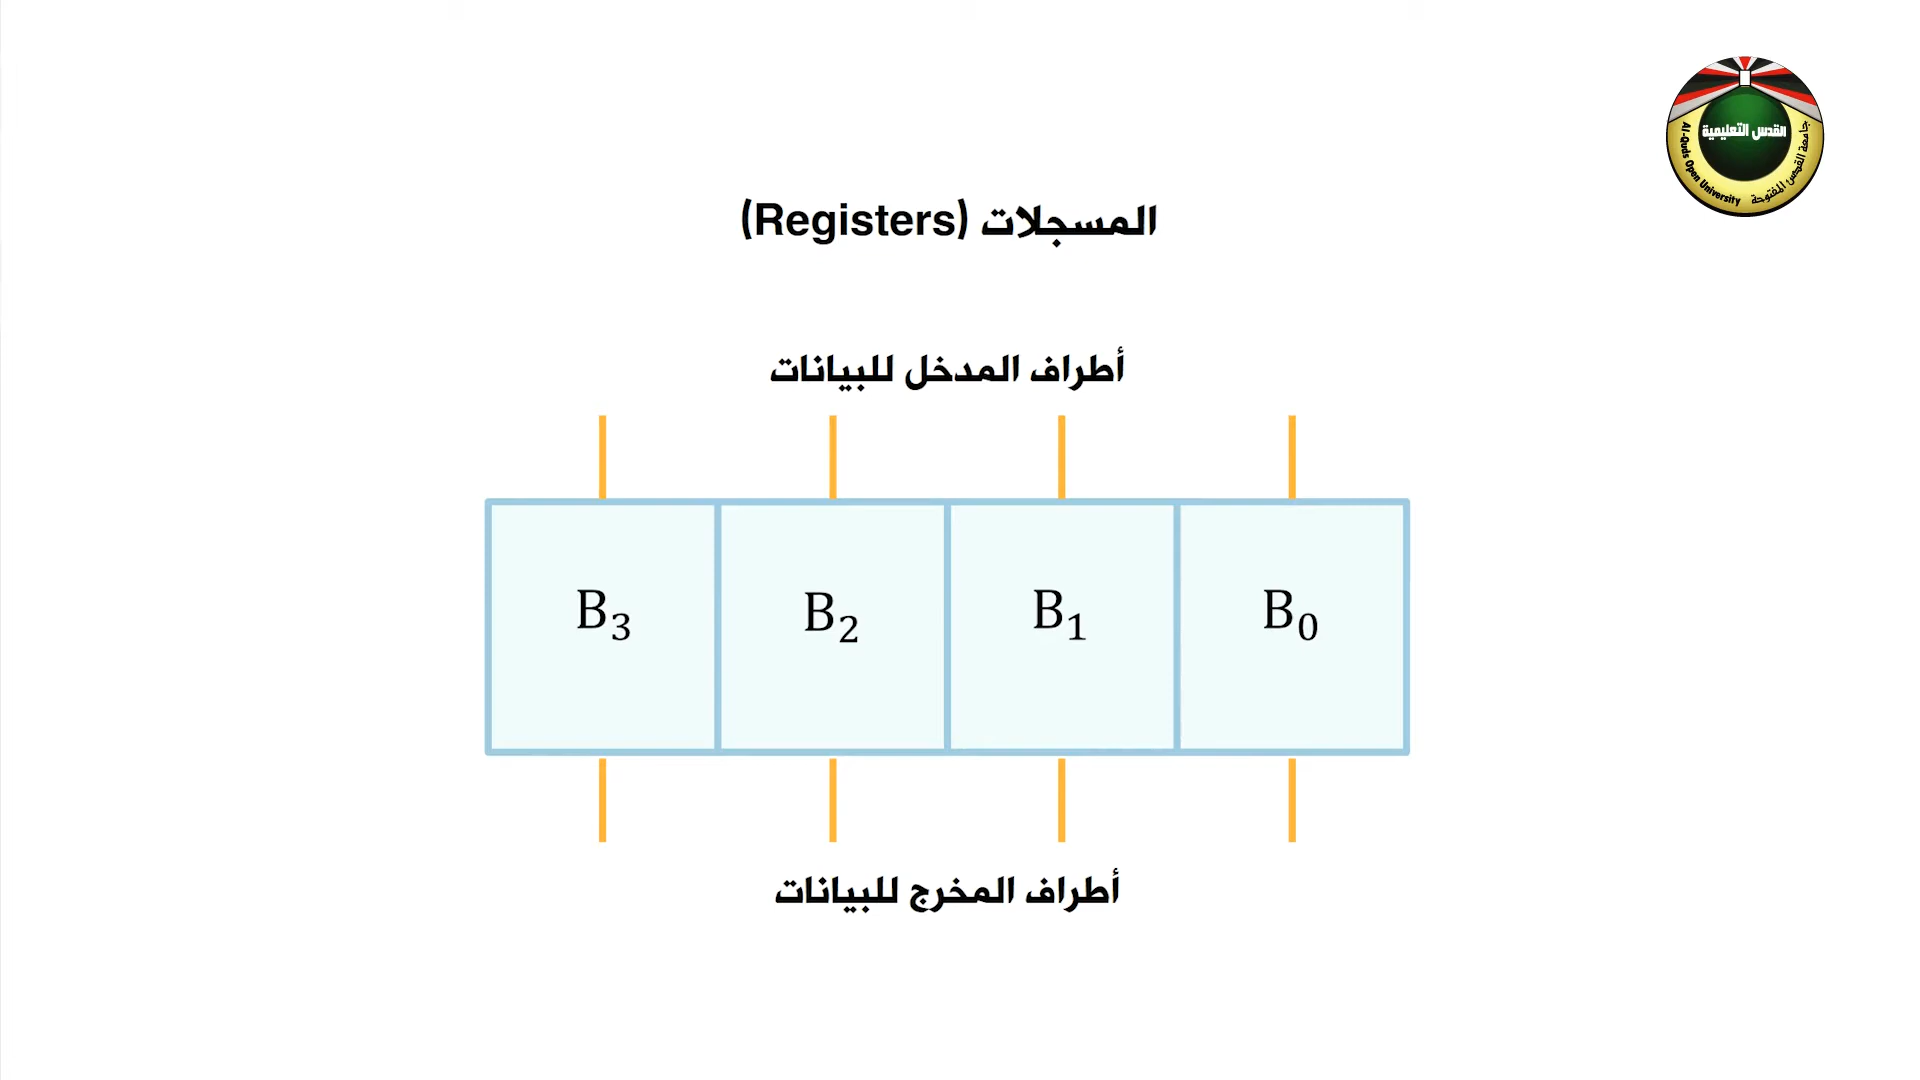 القدس التعليمية
جامعة القدس المفتوحة
Al-Quds Open University
المسجلات (Registers)
أطراف المدخل للبيانات
B₃ B₂ B₁ B₀
أطراف المخرج للبيانات